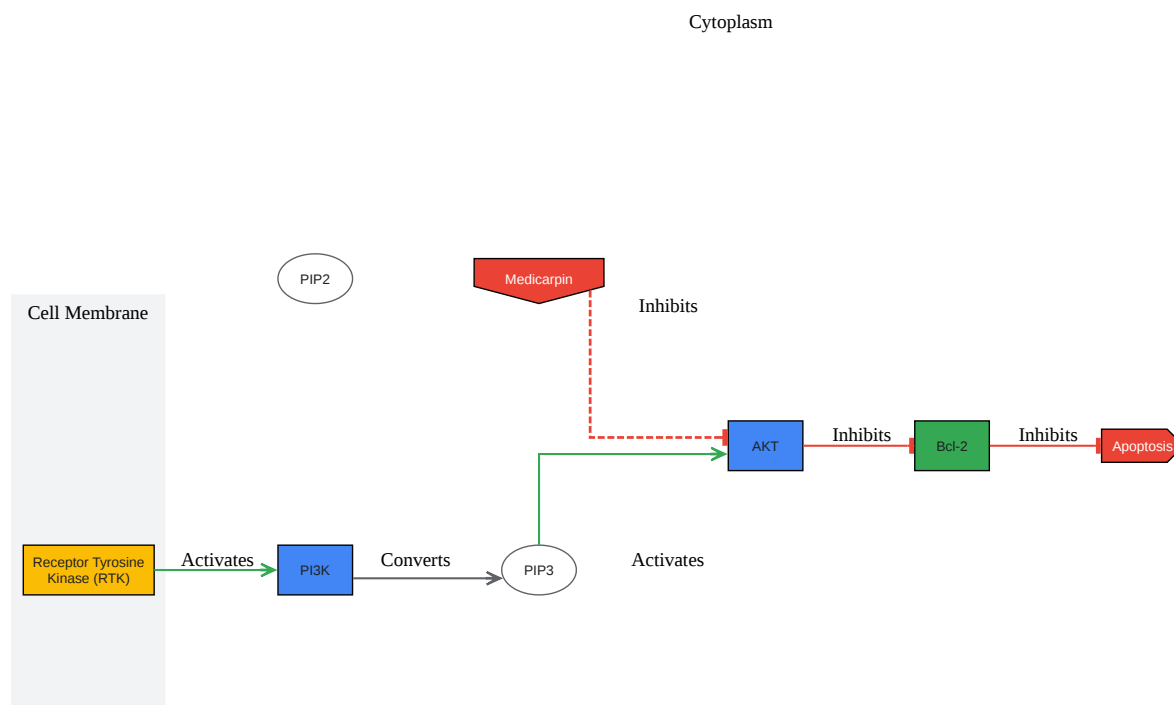 Cytoplasm
PIP2
Medicarpin
Inhibits
Cell Membrane
AKT
Inhibits
Bcl-2
Inhibits
Apoptosis
Receptor Tyrosine
Kinase (RTK)
Activates
PI3K
Converts
PIP3
Activates